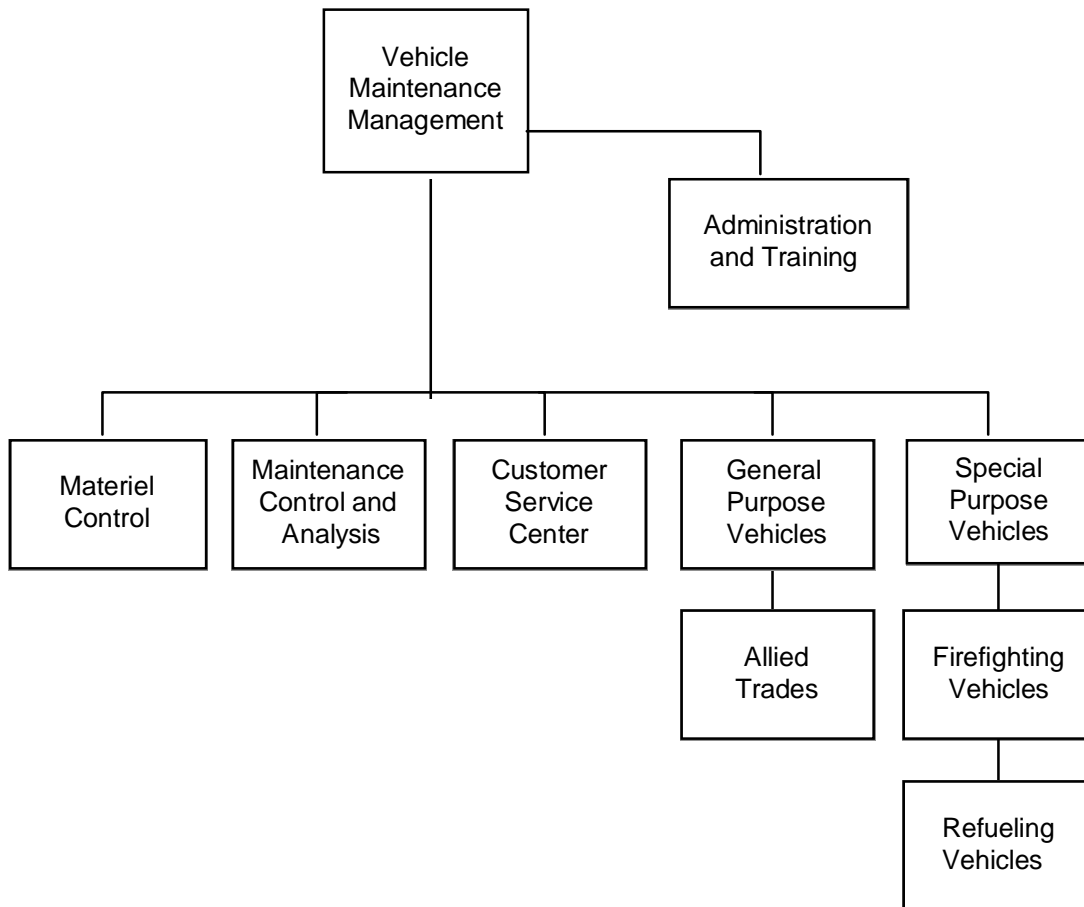 Vehicle
Maintenance
Management
Administration
and Training
Materiel
Control
Maintenance
Control and
Analysis
Customer
Service
Center
General
Purpose
Vehicles
Special
Purpose
Vehicles
Allied
Trades
Firefighting
Vehicles
Refueling
Vehicles